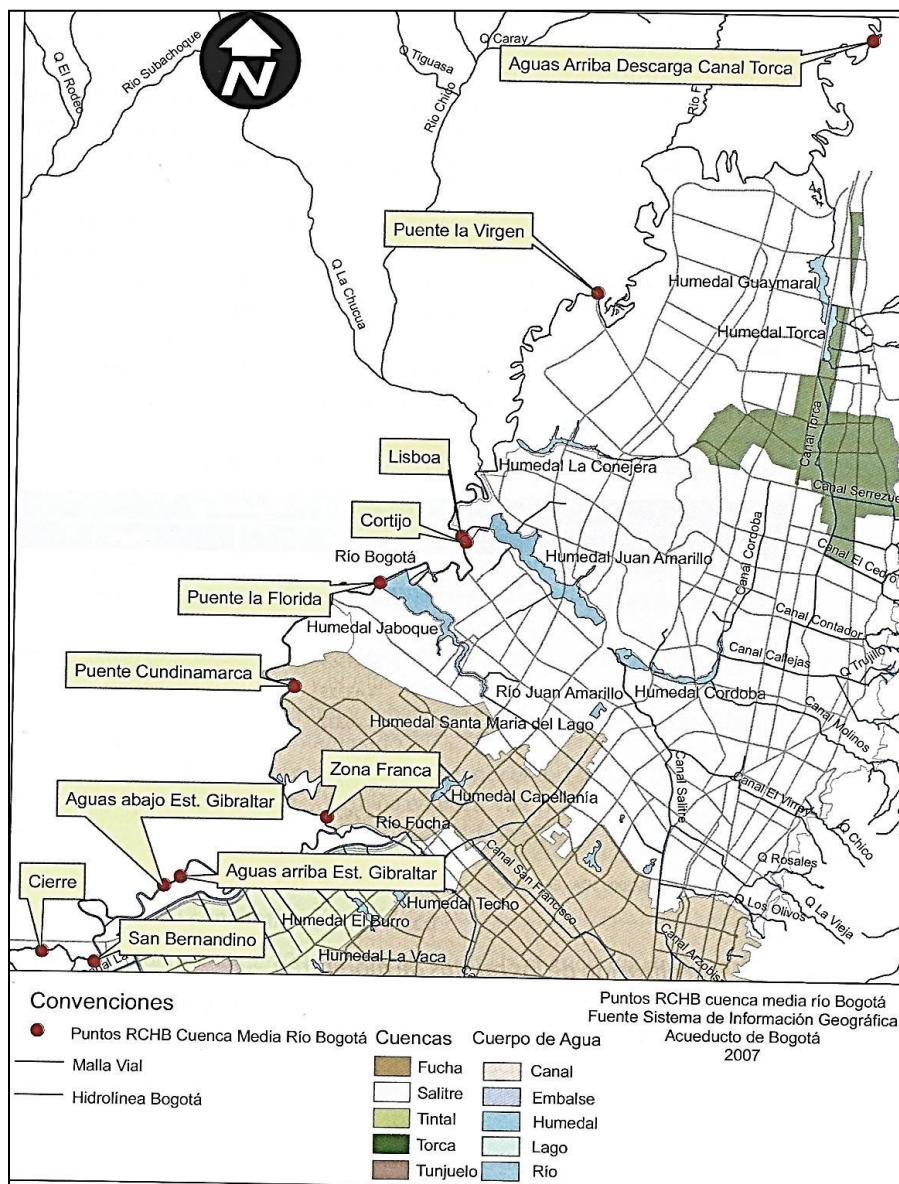 N
Q El Rodeo
Río Subachoque
Q Tiguasa
Q Caray
Río Chico
Aguas Arriba Descarga Canal Torca
Puente la Virgen
Q La Chucua
Humedal Guaymaral
Humedal Torca
Canal Torca
Lisboa
Humedal La Conejera
Canal Serrezue
Cortijo
Canal Cordoba
Canal El Cedro
Río Bogotá
Humedal Juan Amarillo
Puente la Florida
Canal Contador
Humedal Jaboque
Canal Callejas
Q Trujillo
Puente Cundinamarca
Río Juan Amarillo
Humedal Cordoba
Canal Molinos
Humedal Santa Maria del Lago
Zona Franca
Canal Salitre
Canal El Virrey
Aguas abajo Est. Gibraltar
Humedal Capellanía
Q Chico
Río Fucha
Canal San Francisco
Q Rosales
Aguas arriba Est. Gibraltar
Q La Vieja
Cierre
Humedal Techo
Q Los Olivos
Humedal El Burro
San Bernandino
Humedal La Vaca
Canal Arzobis
Convenciones
Puntos RCHB Cuenca Media Río Bogotá
Malla Vial
Hidrolínea Bogotá
Cuencas
Fucha
Salitre
Tintal
Torca
Tunjuelo
Cuerpo de Agua
Canal
Embalse
Humedal
Lago
Río
Puntos RCHB cuenca media río Bogotá
Fuente Sistema de Información Geográfica
Acueducto de Bogotá
2007